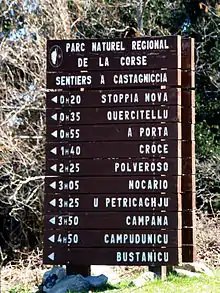 PARC NATUREL REGIONAL
DE LA CORSE
SENTIERS A CASTAGNICCIA
0H20 STOPPIA NOVA
0H35 QUERCITELLU
0H55 A PORTA
1H40 CROCE
2H25 POLVEROSO
3H05 NOCARIO
3H25 U PETRICAGHJU
3H50 CAMPANA
4H50 CAMPUDUNICU
BUSTANICU